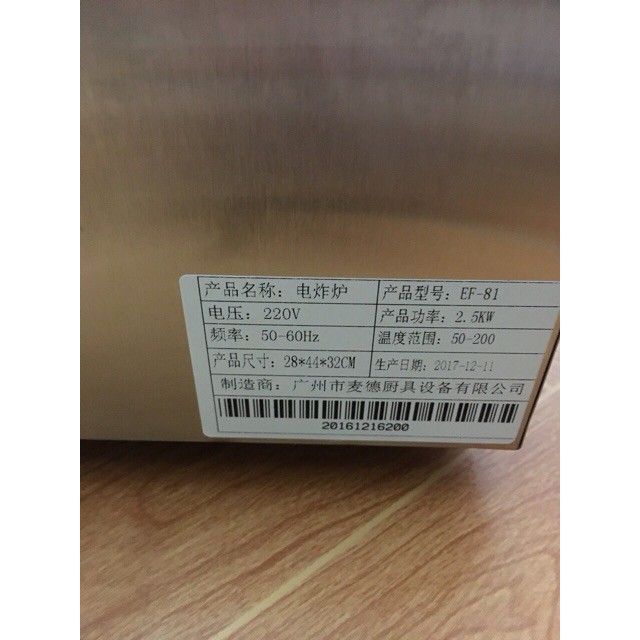 产品名称: 电炸炉 产品型号: EF-81
电压: 220V 产品功率: 2.5KW
频率: 50-60Hz 温度范围: 50-200
产品尺寸: 28*44*32CM 生产日期: 2017-12-11
制造商: 广州市麦德厨具设备有限公司
20161216200